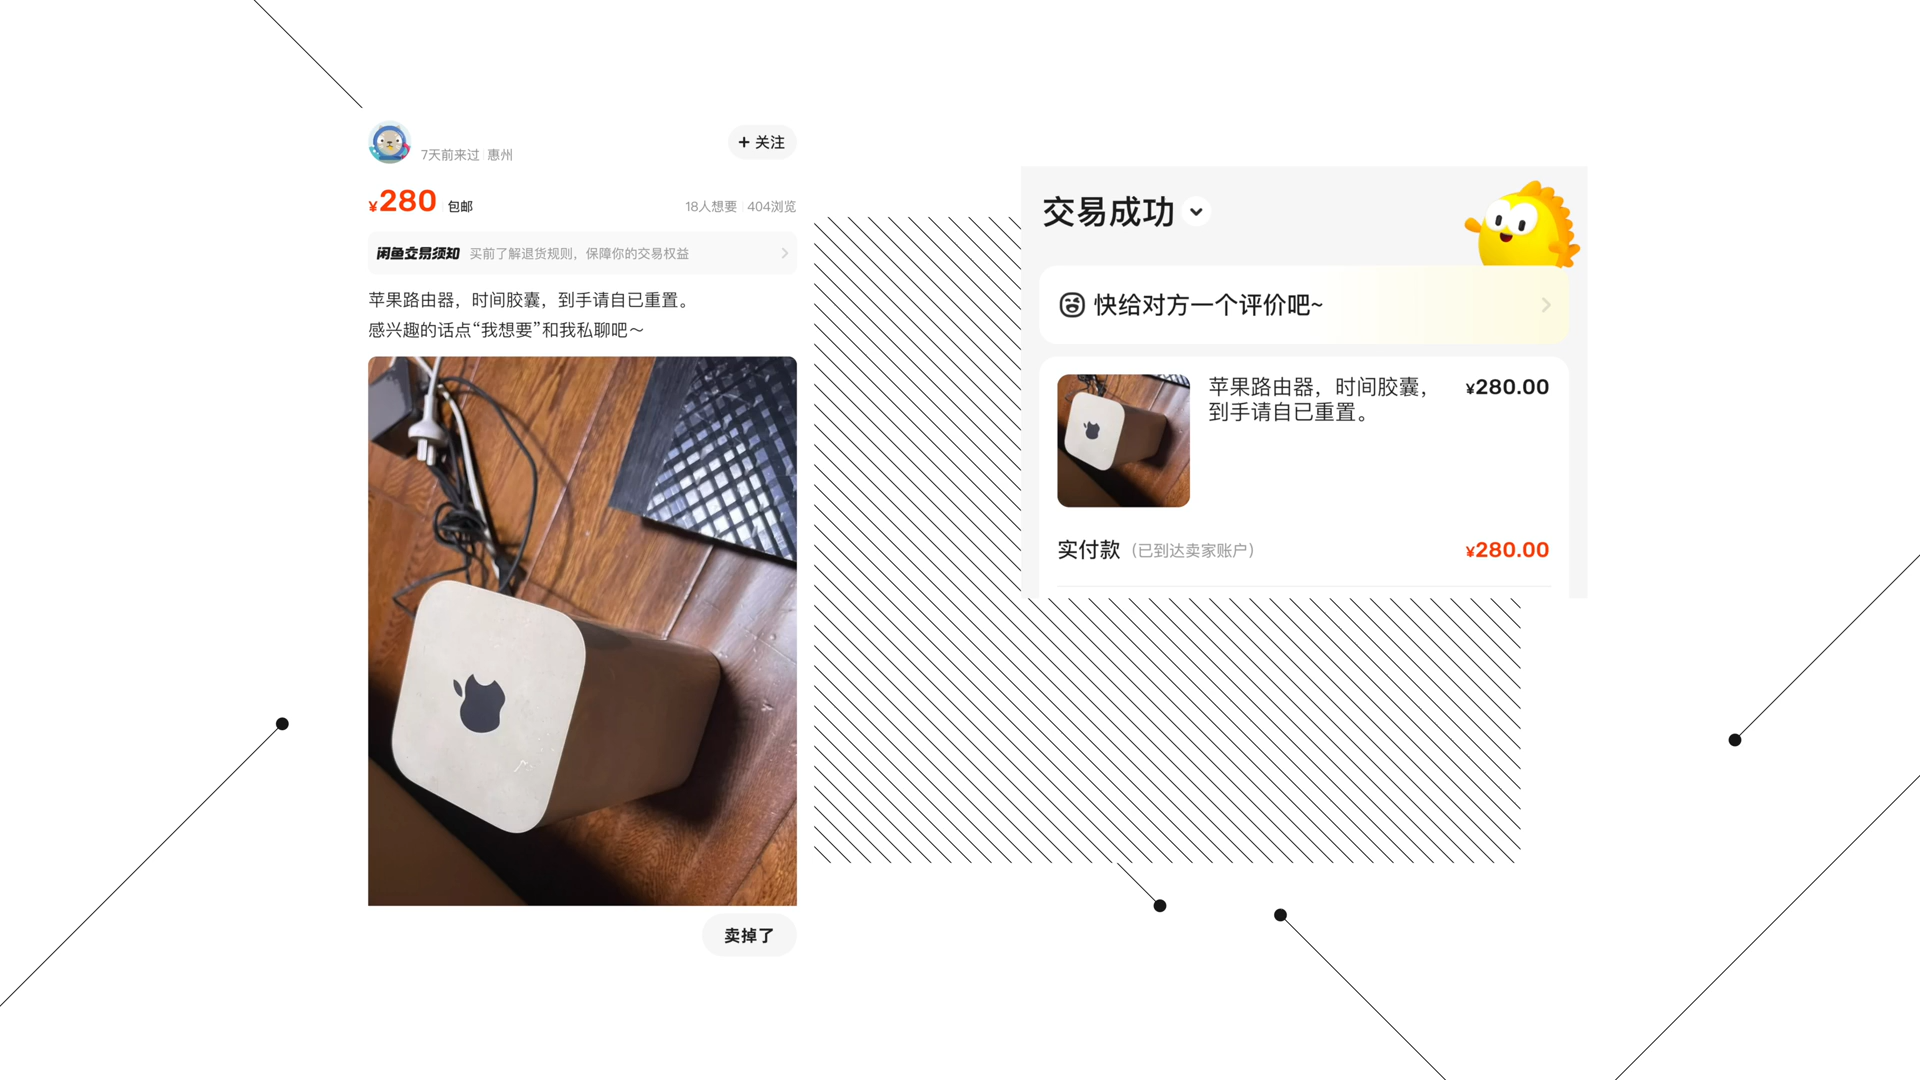 7天前来过 惠州
+ 关注
¥280 包邮
18人想要 404浏览
闲鱼交易须知 买前了解退货规则，保障你的交易权益
苹果路由器，时间胶囊，到手请自已重置。
感兴趣的话点“我想要”和我私聊吧～
卖掉了
交易成功
快给对方一个评价吧~
苹果路由器，时间胶囊，
到手请自已重置。
¥280.00
实付款（已到达卖家账户）
¥280.00